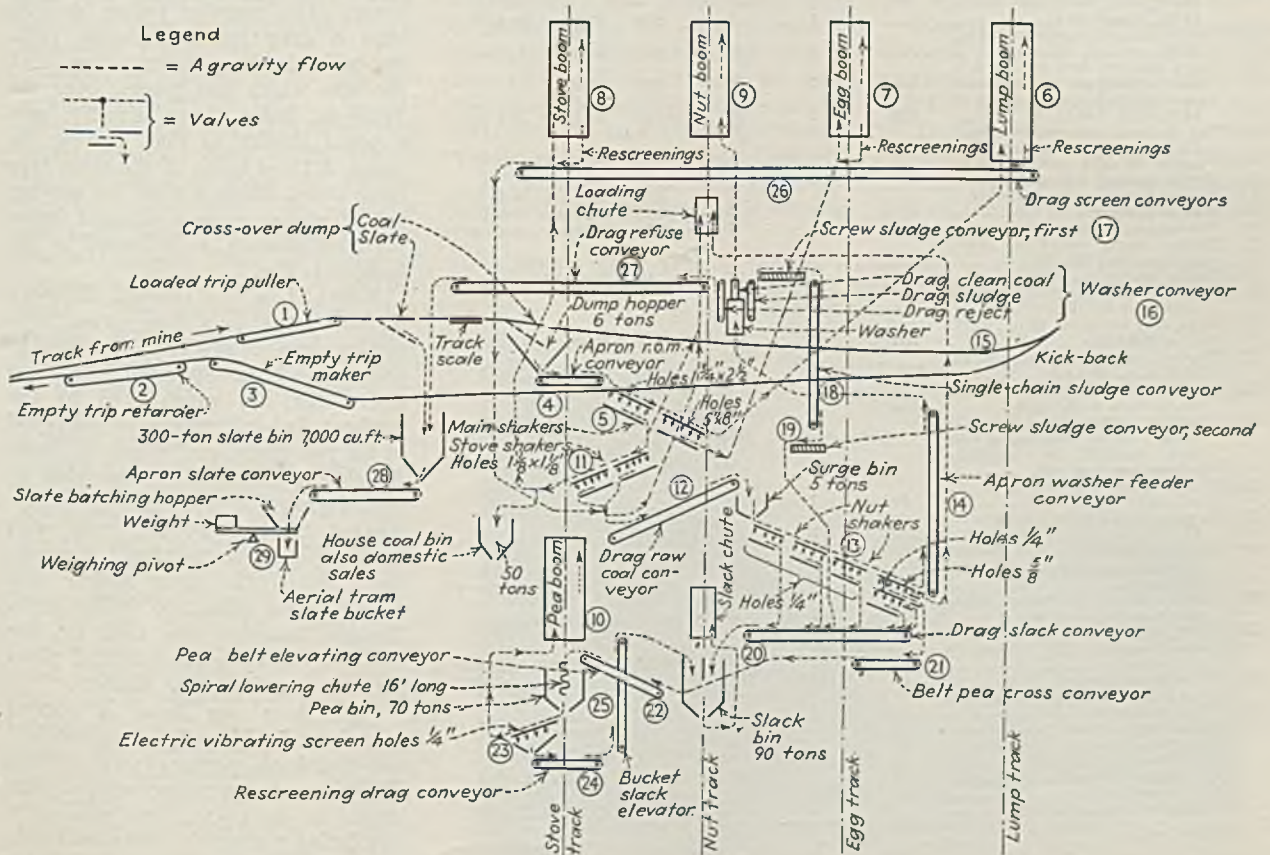 Legend
= A gravity flow
= Valves
Stove boom
8
Nut boom
9
Egg boom
7
Lump boom
6
Rescreenings
Rescreenings
Rescreenings
26
Drag screen conveyors
17
Loading
chute
Cross-over dump
Coal
Slate
Drag refuse
conveyor
27
Screw sludge conveyor, first
Drag clean coal
Drag sludge
Drag reject
Washer
Washer conveyor
16
Loaded trip puller
1
Dump hopper
6 tons
Track from mine
Track
scale
15
Kick-back
2
3
Empty trip
maker
Apron r.o.m.
conveyor
4
Holes 1¼" x 2½"
5
Holes
5"x8"
18
Single-chain sludge conveyor
Empty trip retarder
300-ton slate bin 7,000 cu.ft.
Main shakers
Stove shakers
Holes 1⅛ x 1⅛"
11
19
Screw sludge conveyor, second
Apron slate conveyor
28
12
Surge bin
5 tons
Apron washer feeder
conveyor
14
Slate batching hopper
Weight
Nut
shakers
13
Weighing pivot
29
House coal bin
also domestic
sales
50
tons
Drag raw
coal con-
veyor
Slack chute
Holes ¼"
Holes ¼"
Holes ⅝"
Aerial tram
slate bucket
Pea boom
10
Drag slack conveyor
20
21
Pea belt elevating conveyor
Belt pea cross conveyor
Spiral lowering chute 16' long
Pea bin, 70 tons
25
22
Slack
bin
90 tons
Electric vibrating screen holes ¼"
23
24
Rescreening drag conveyor
Bucket
slack
elevator.
Stove
track
Nut track
Egg track
Lump track